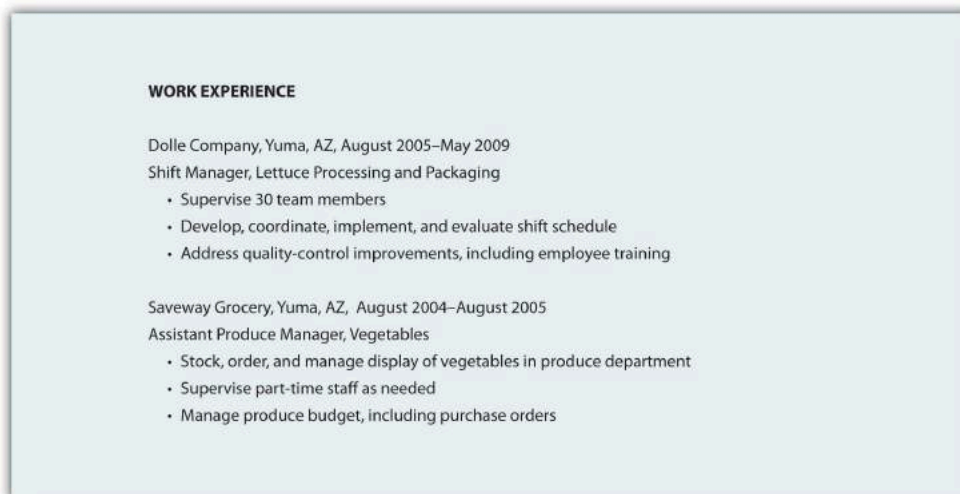 WORK EXPERIENCE
Dolle Company, Yuma, AZ, August 2005–May 2009
Shift Manager, Lettuce Processing and Packaging
• Supervise 30 team members
• Develop, coordinate, implement, and evaluate shift schedule
• Address quality-control improvements, including employee training
Saveway Grocery, Yuma, AZ,  August 2004–August 2005
Assistant Produce Manager, Vegetables
• Stock, order, and manage display of vegetables in produce department
• Supervise part-time staff as needed
• Manage produce budget, including purchase orders